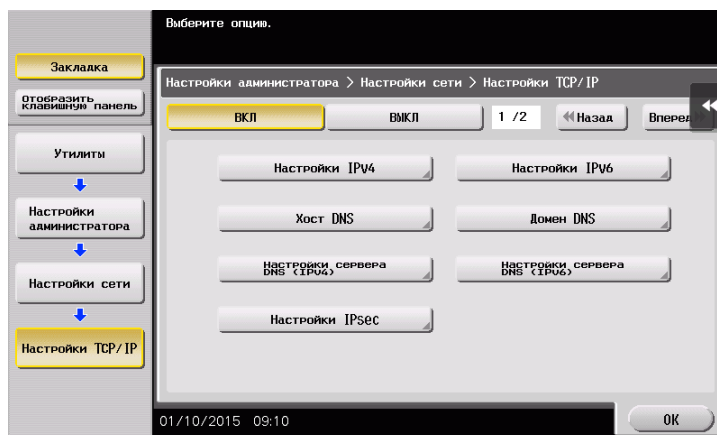 Выберите опцию.
Закладка
Отобразить
клавишную панель
Настройки администратора > Настройки сети > Настройки TCP/IP
ВКЛ
ВЫКЛ
1 /2
Назад
Вперед
Утилиты
Настройки
администратора
Настройки сети
Настройки TCP/IP
Настройки IPv4
Настройки IPv6
Хост DNS
Домен DNS
Настройки сервера
DNS (IPv4)
Настройки сервера
DNS (IPv6)
Настройки IPsec
01/10/2015 09:10
OK